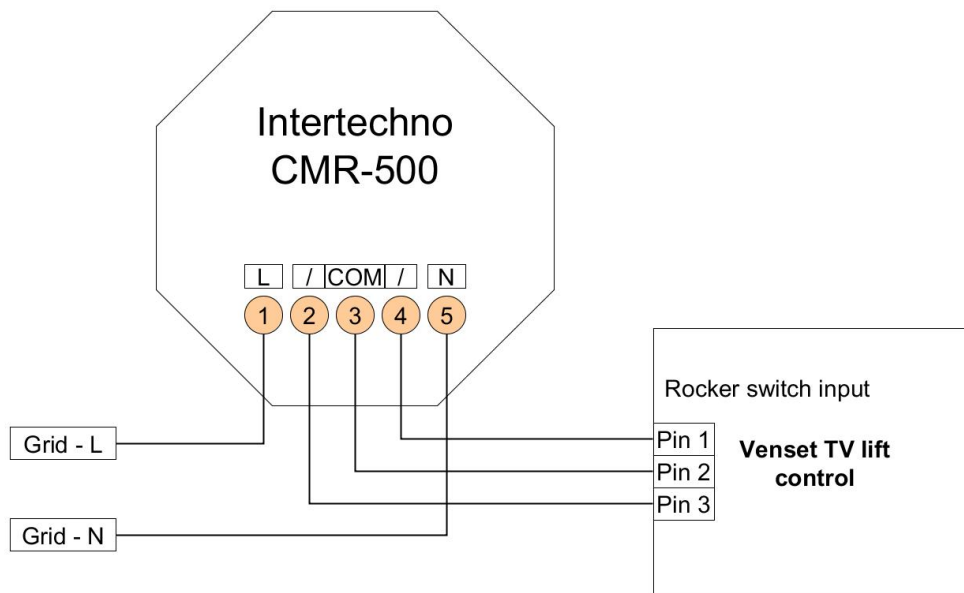 Intertechno
CMR-500
L / COM / N
1 2 3 4 5
Rocker switch input
Grid - L
Pin 1
Venset TV lift
Pin 2
control
Pin 3
Grid - N